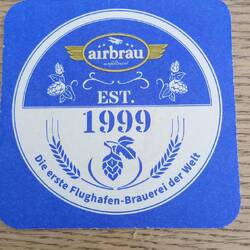 airbräu
EST.
1999
Die erste Flughafen-Brauerei der Welt